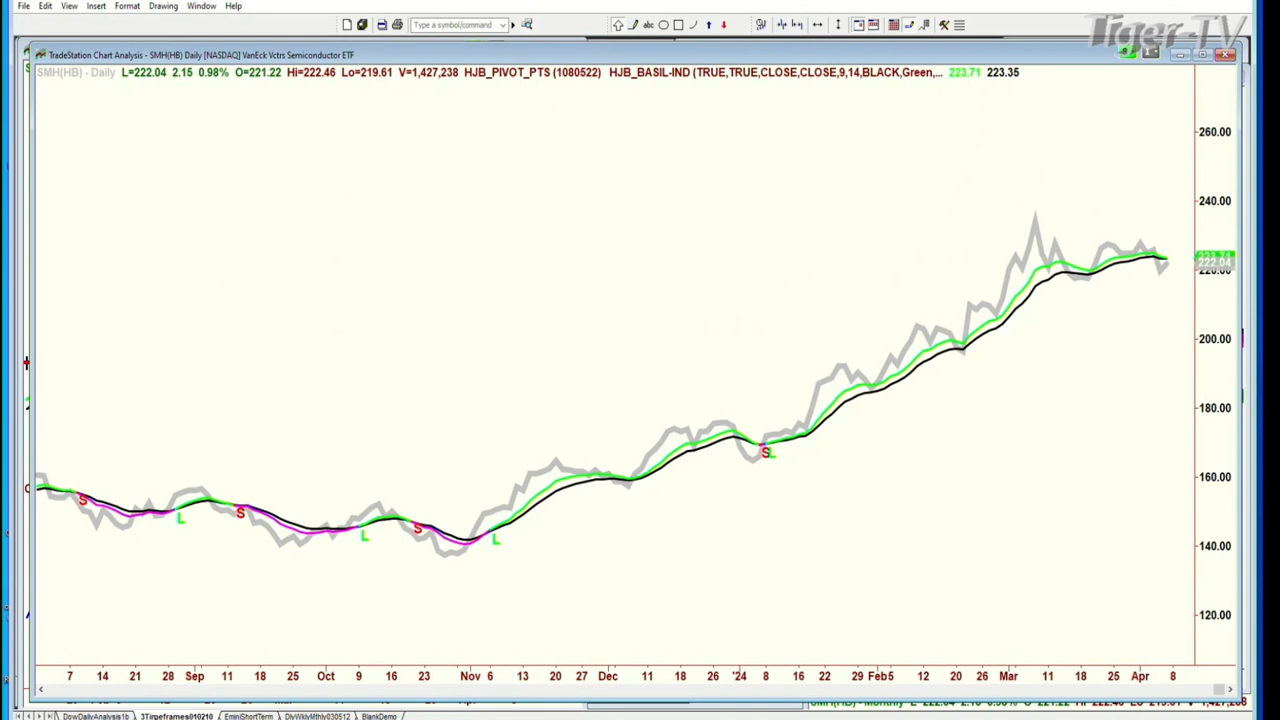 File Edit View Insert Format Drawing Window Help
Tiger-TV
Type a symbol/command
abc
TradeStation Chart Analysis - SMH(HB) Daily [NASDAQ] VanEck Vctrs Semiconductor ETF
SMH(HB) - Daily L=222.04 2.15 0.98% O=221.22 Hi=222.46 Lo=219.61 V=1,427,238 HJB_PIVOT_PTS (1080522) HJB_BASIL-IND (TRUE,TRUE,CLOSE,CLOSE,9,14,BLACK,Green,... 223.71 223.35
260.00
240.00
222.04
220.00
200.00
180.00
S L
160.00
S L S L S L
140.00
120.00
7 14 21 28 Sep 11 18 25 Oct 9 16 23 Nov 6 13 20 Dec 11 18 26 '24 8 16 22 29 Feb5 12 20 26 Mar 11 18 25 Apr 8
DowDailyAnalysis1b 3Tirpeframes010210 EminiShortTerm DlyWklyMthly030512 BlankDemo